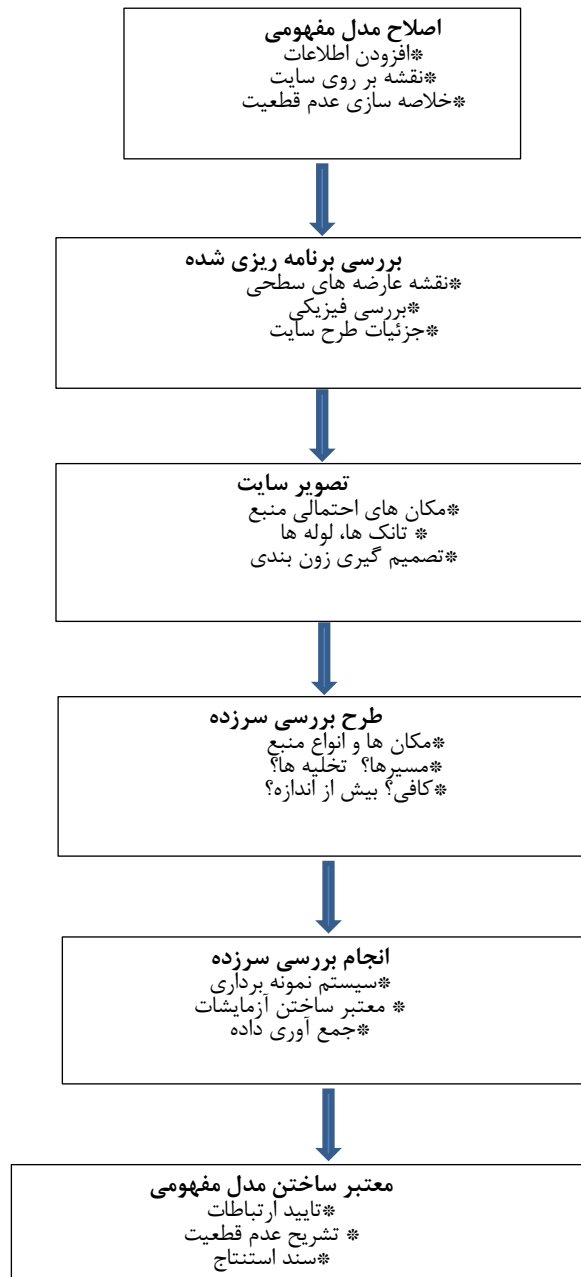 اصلاح مدل مفهومی
*افزودن اطلاعات
*نقشه بر روی سایت
*خلاصه سازی عدم قطعیت
بررسی برنامه ریزی شده
*نقشه عارضه های سطحی
*بررسی فیزیکی
*جزئیات طرح سایت
تصویر سایت
*مکان های احتمالی منبع
* تانک ها، لوله ها
*تصمیم گیری زون بندی
طرح بررسی سرزده
*مکان ها و انواع منبع
*مسیرها؟ تخلیه ها؟
*کافی؟ بیش از اندازه؟
انجام بررسی سرزده
*سیستم نمونه برداری
* معتبر ساختن آزمایشات
*جمع آوری داده
معتبر ساختن مدل مفهومی
*تایید ارتباطات
* تشریح عدم قطعیت
*سند استنتاج